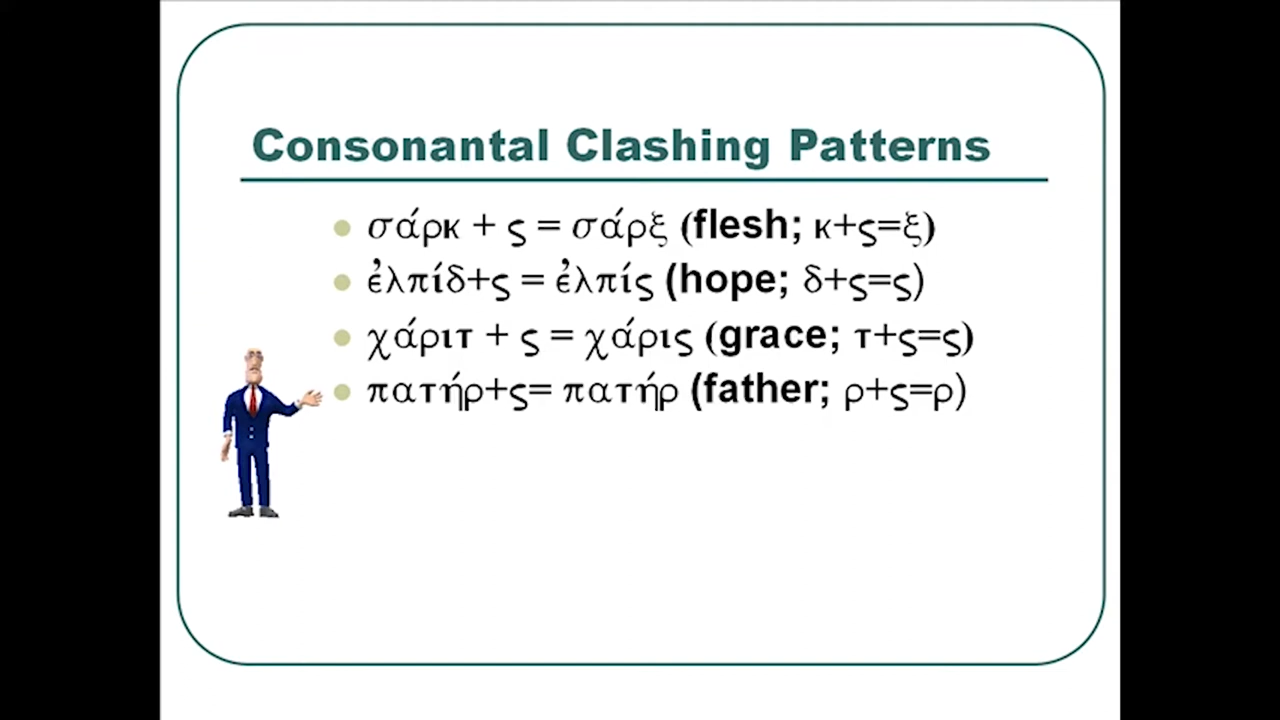 Consonantal Clashing Patterns
σάρκ + ς = σάρξ (flesh; κ+ς=ξ)
ἐλπίδ+ς = ἐλπίς (hope; δ+ς=ς)
χάριτ + ς = χάρις (grace; τ+ς=ς)
πατήρ+ς= πατήρ (father; ρ+ς=ρ)